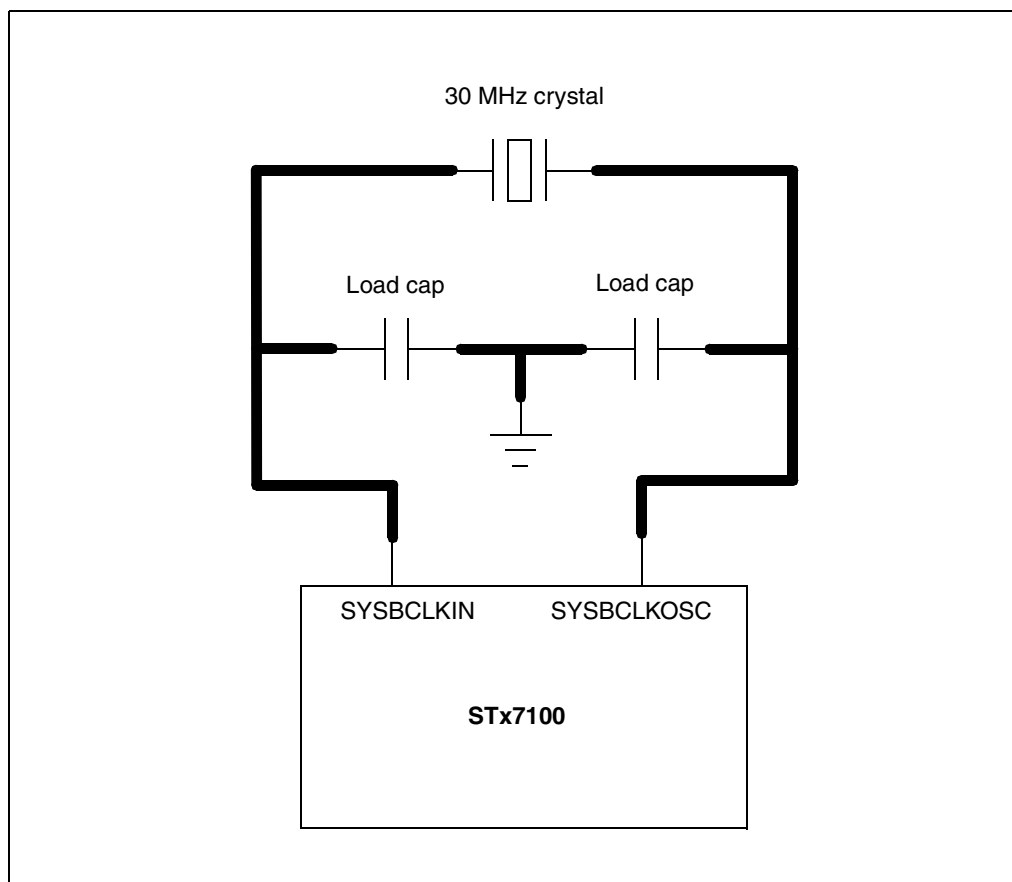 30 MHz crystal
Load cap
Load cap
SYSBCLKIN
SYSBCLKOSC
STx7100